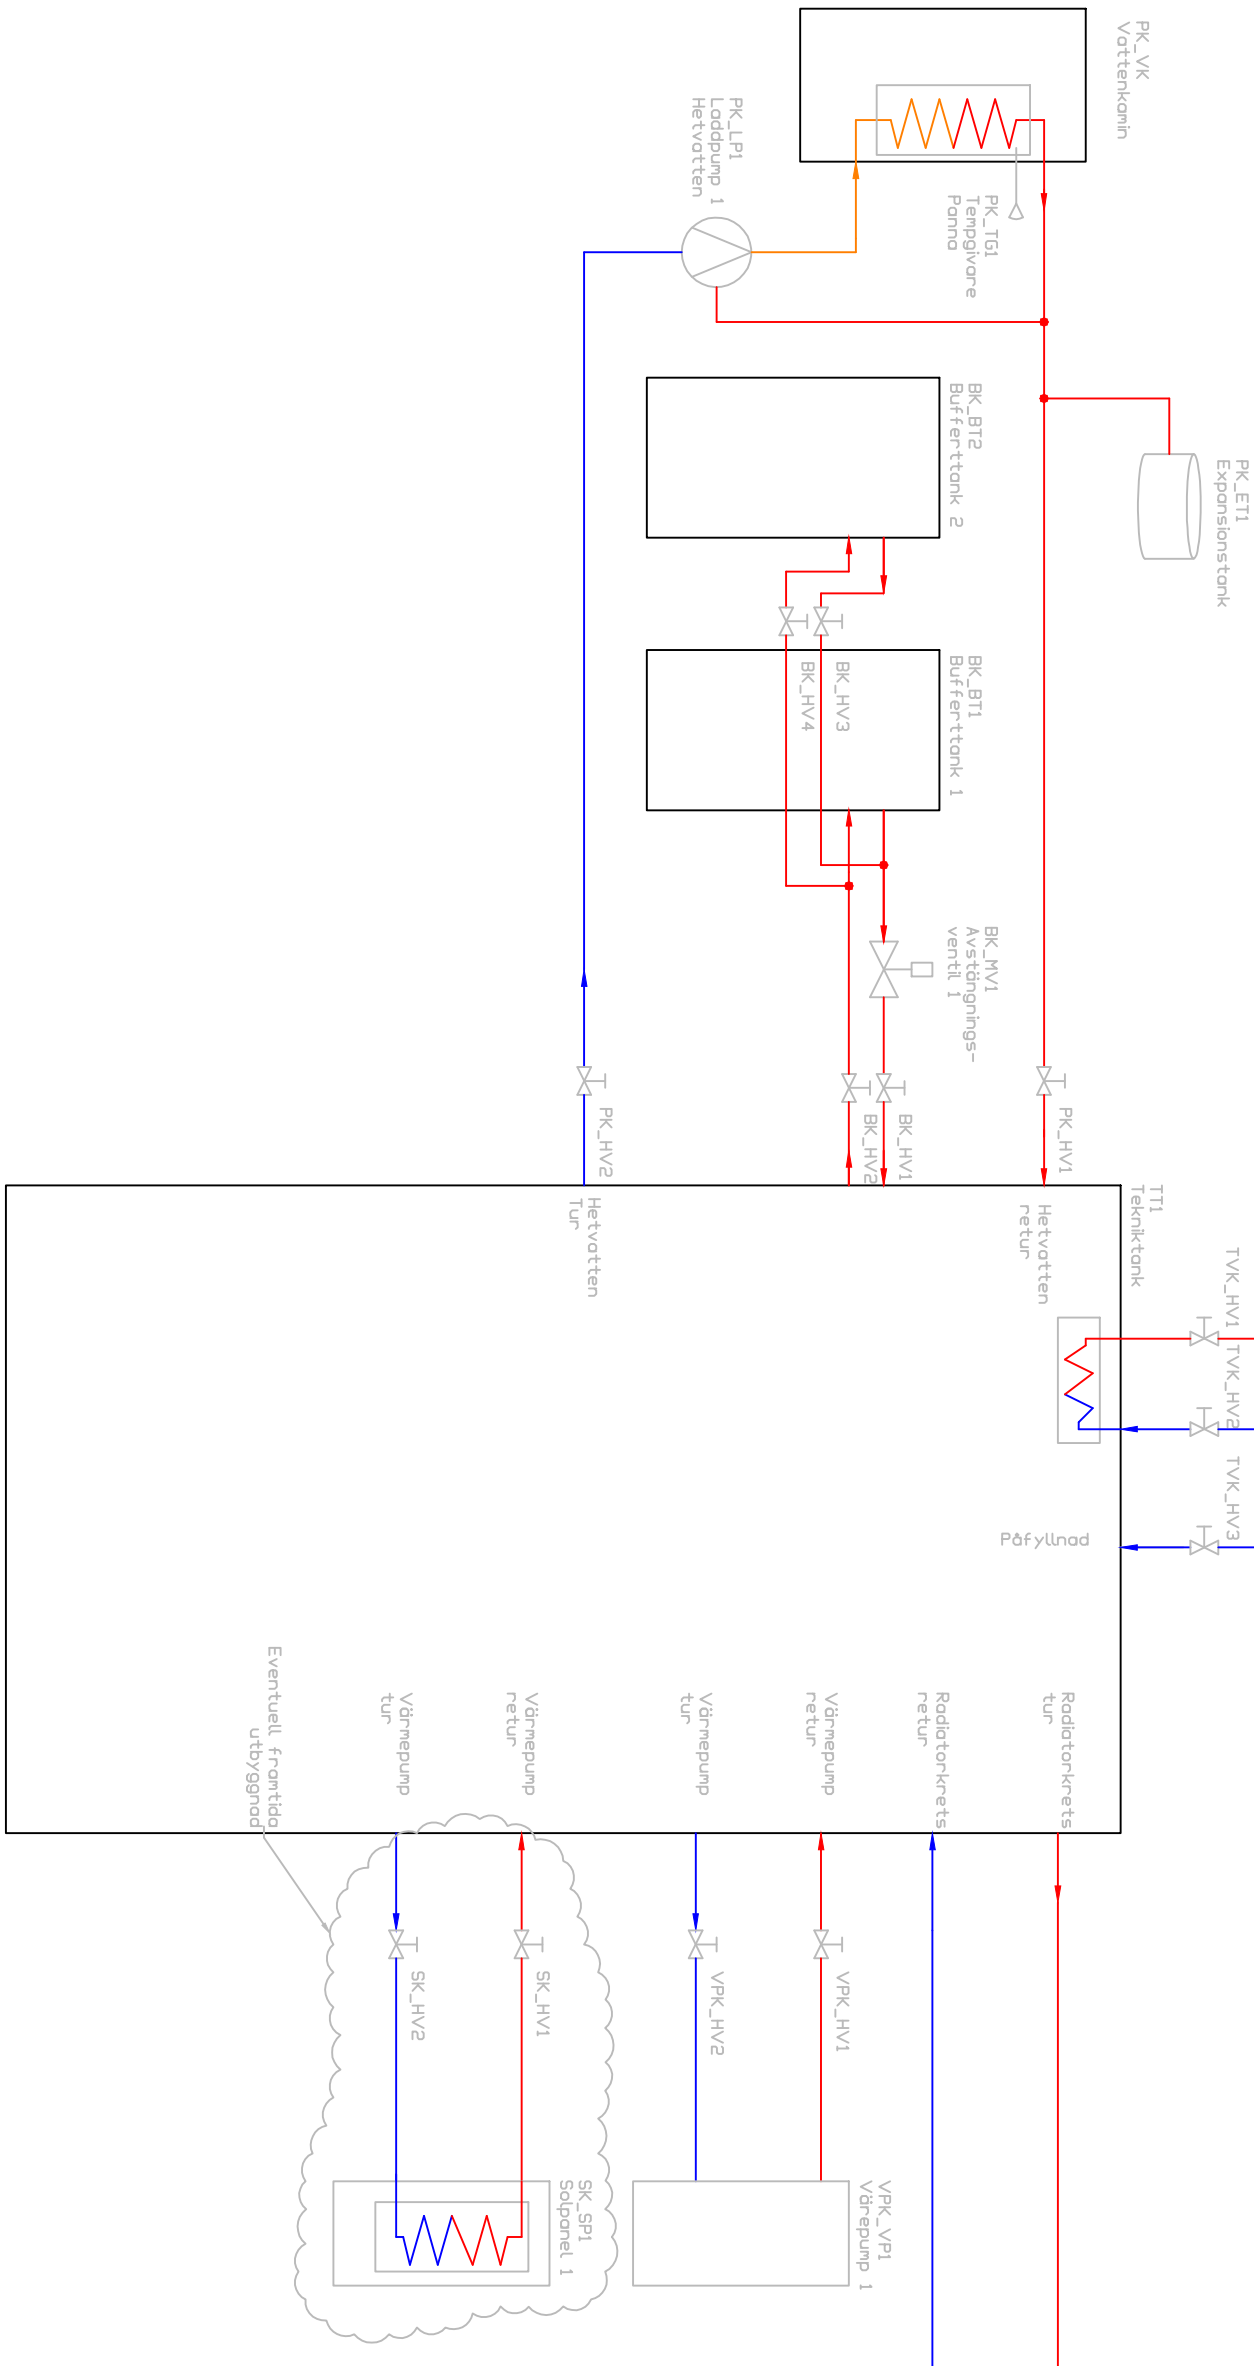 PK_VK
Vattenkamin
PK_LP1
Laddpump 1
Hetvatten
PK_TG1
Tempgivare
Panna
PK_ET1
Expansionstank
BK_BT2
Bufferttank 2
BK_HV3
BK_HV4
BK_BT1
Bufferttank 1
BK_MV1
Avstängnings-
ventil 1
PK_HV1
BK_HV1
BK_HV2
PK_HV2
TT1
Tekniktank
Hetvatten
retur
Hetvatten
Tur
TVK_HV1
TVK_HV2
TVK_HV3
Påfyllnad
Radiatorkrets
tur
Radiatorkrets
retur
Värmepump
retur
Värmepump
tur
Värmepump
retur
Värmepump
tur
Eventuell framtida
utbyggnad
VPK_HV1
VPK_HV2
SK_HV1
SK_HV2
VPK_VP1
Värepump 1
SK_SP1
Solpanel 1